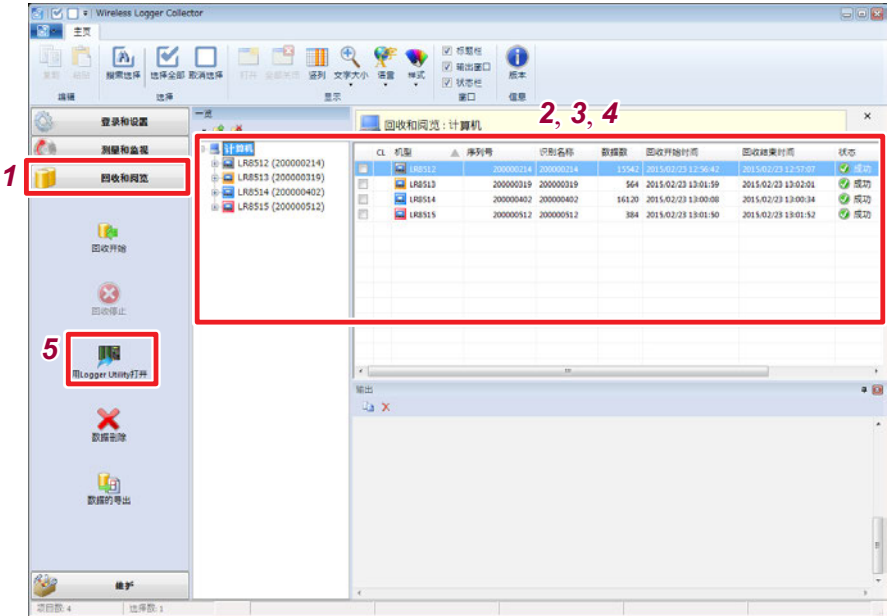 Wireless Logger Collector
主页
搜索选择 选择全部 取消选择 打开 全部关闭 竖列 文字大小 语言 样式
标题栏
输出窗口
状态栏
版本
编辑 选择 显示 窗口 信息
登录和设置
测量和监视
1 回收和阅览
回收开始
回收停止
5
用Logger Utility打开
数据删除
数据的导出
维护
一览
计算机
LR8512 (200000214)
LR8513 (200000319)
LR8514 (200000402)
LR8515 (200000512)
回收和阅览 : 计算机
2, 3, 4
CL 机型 序列号 识别名称 数据数 回收开始时间 回收结束时间 状态
LR8512 200000214 200000214 15542 2015/02/23 12:56:42 2015/02/23 12:57:07 成功
LR8513 200000319 200000319 564 2015/02/23 13:01:59 2015/02/23 13:02:01 成功
LR8514 200000402 200000402 16120 2015/02/23 13:00:08 2015/02/23 13:00:34 成功
LR8515 200000512 200000512 384 2015/02/23 13:01:50 2015/02/23 13:01:52 成功
输出
项目数: 4 选择数: 1